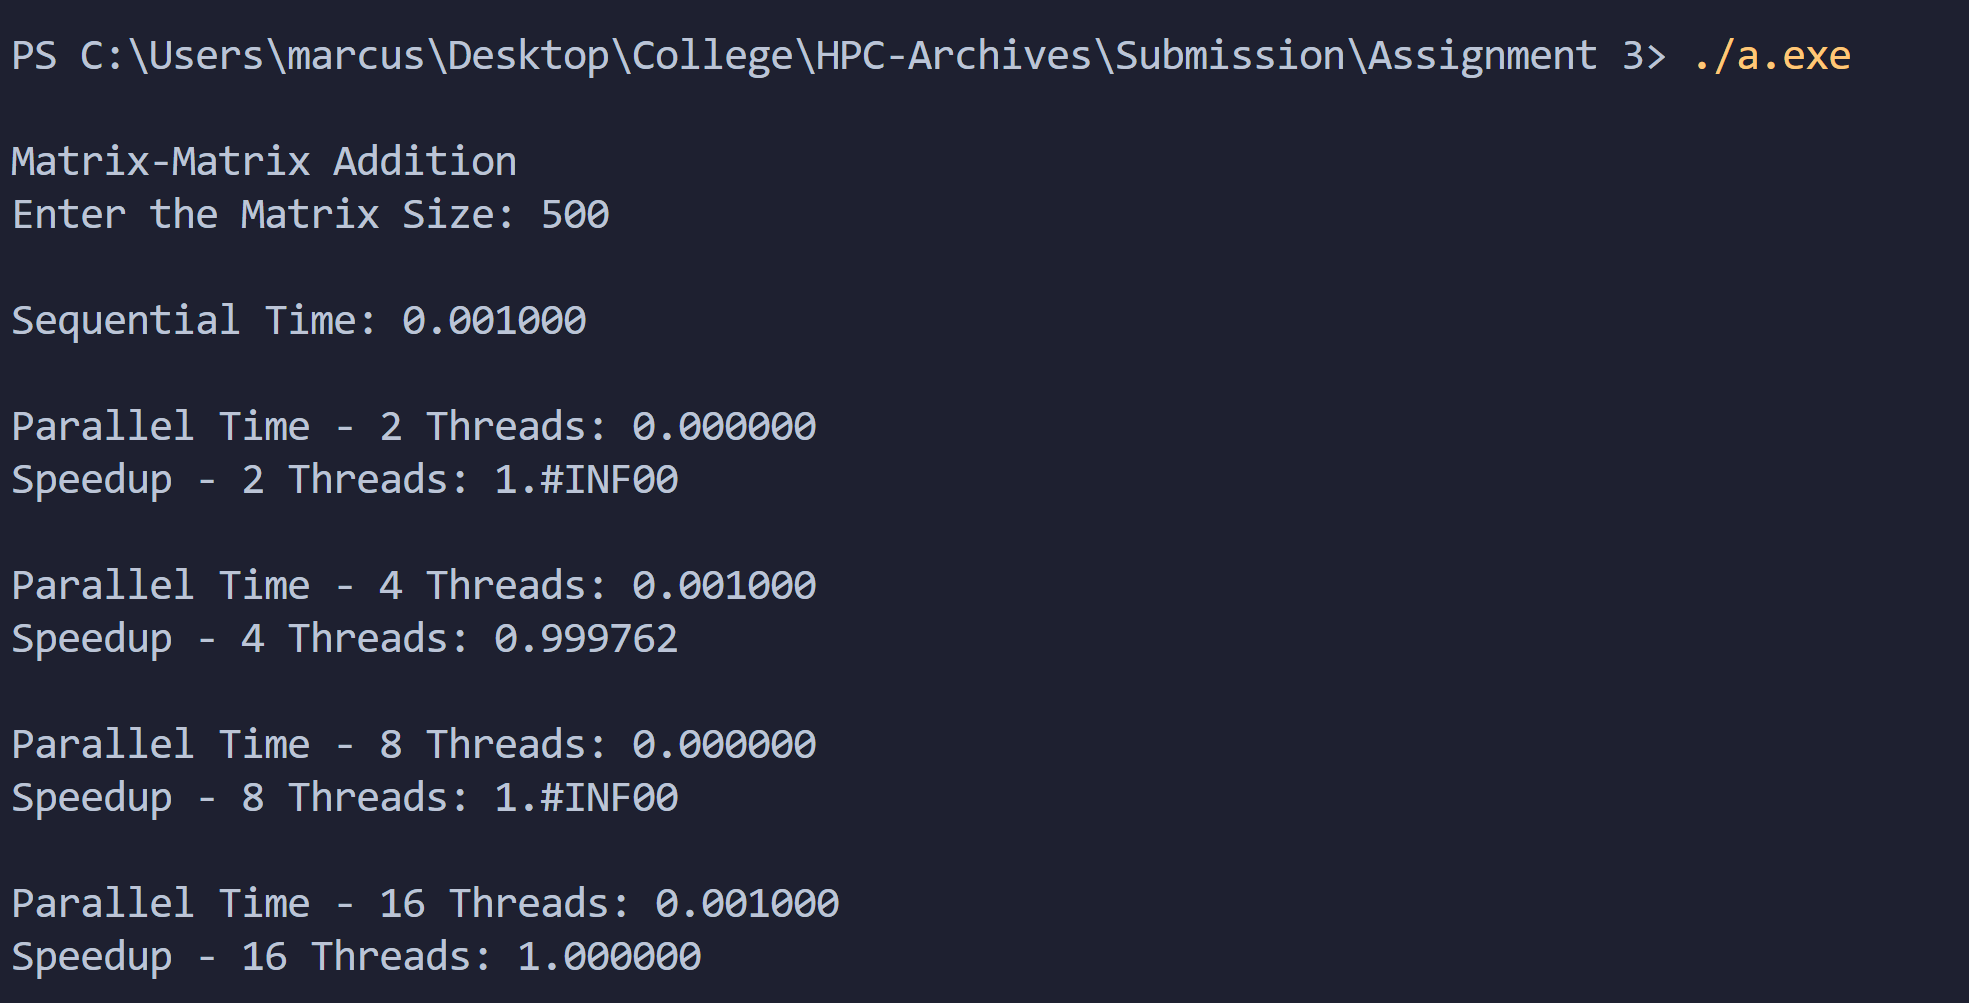 PS C:\Users\marcus\Desktop\College\HPC-Archives\Submission\Assignment 3> ./a.exe
Matrix-Matrix Addition
Enter the Matrix Size: 500
Sequential Time: 0.001000
Parallel Time - 2 Threads: 0.000000
Speedup - 2 Threads: 1.#INF00
Parallel Time - 4 Threads: 0.001000
Speedup - 4 Threads: 0.999762
Parallel Time - 8 Threads: 0.000000
Speedup - 8 Threads: 1.#INF00
Parallel Time - 16 Threads: 0.001000
Speedup - 16 Threads: 1.000000